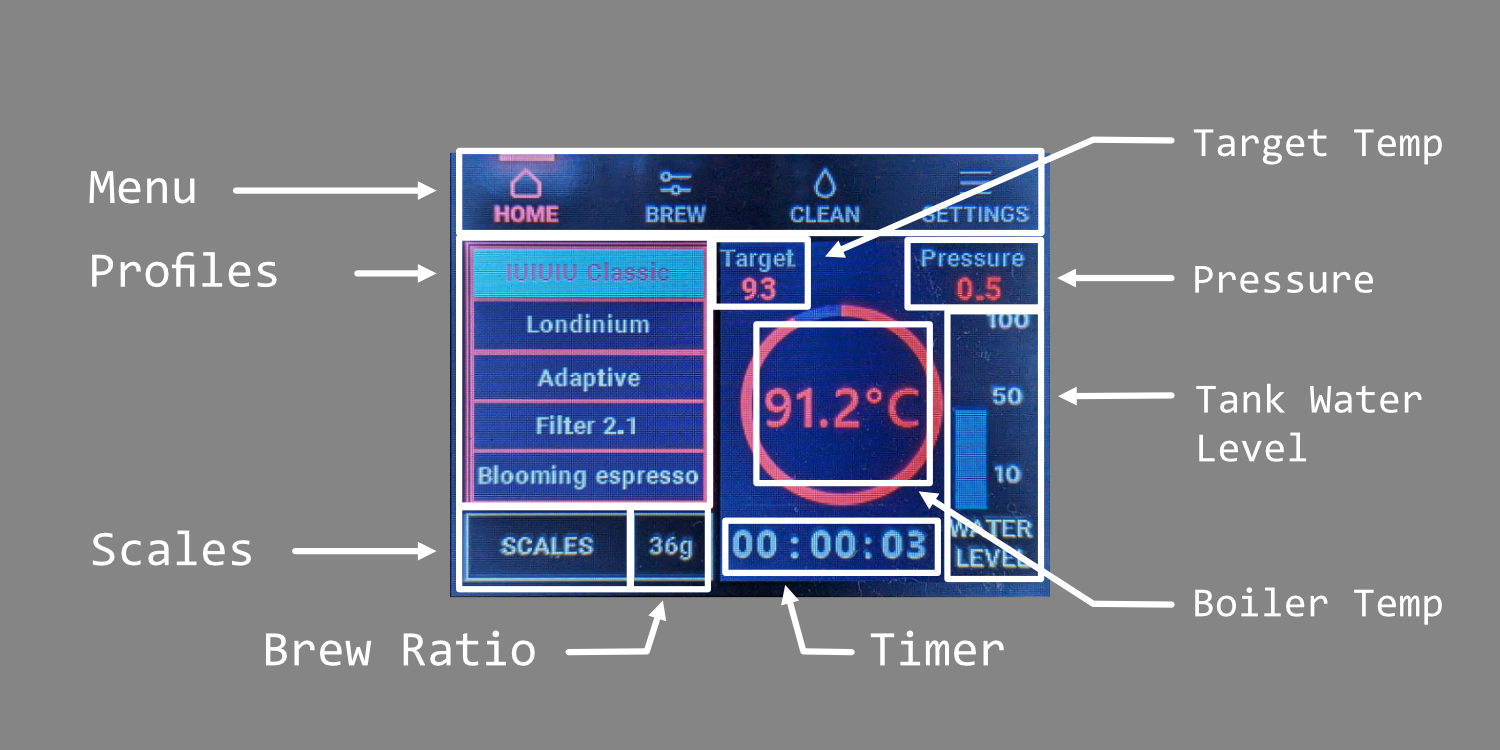 Target Temp
Menu
HOME BREW CLEAN SETTINGS
Profiles
IUIUIU Classic
Londinium
Adaptive
Filter 2.1
Blooming espresso
Target
93
Pressure
0.5
Pressure
100
50
10
WATER
LEVEL
91.2°C
Tank Water
Level
Scales
SCALES 36g
00:00:03
Boiler Temp
Brew Ratio
Timer